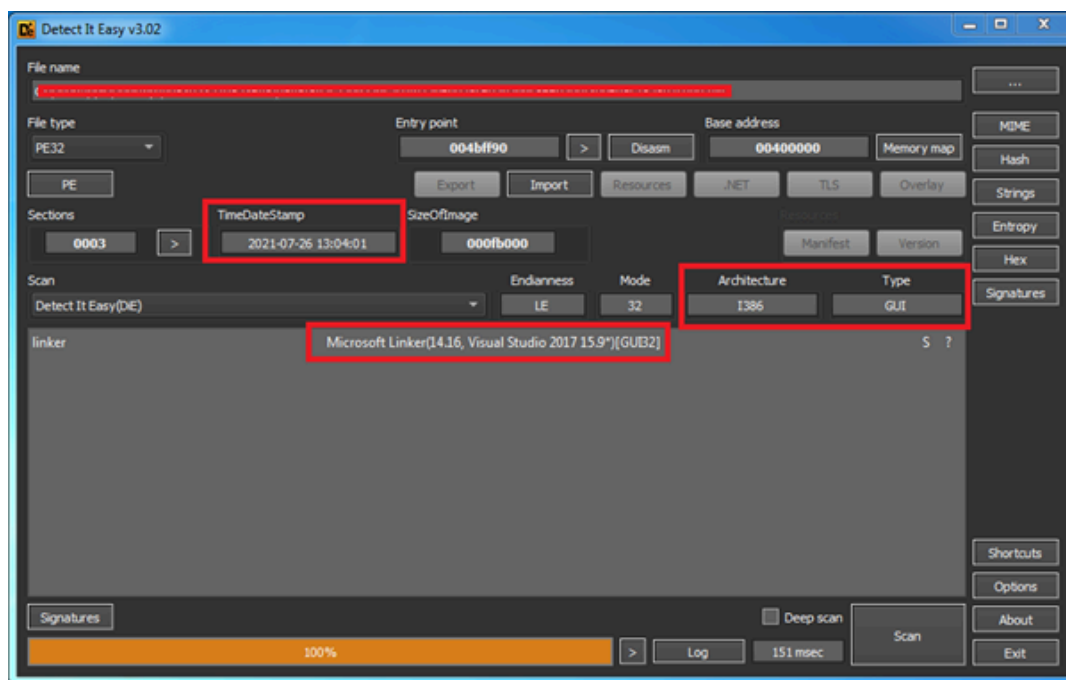 Detect It Easy v3.02
File name
...
File type
Entry point
Base address
MIME
PE32
004bff90
>
Disasm
00400000
Memory map
Hash
PE
Export
Import
Resources
.NET
TLS
Overlay
Strings
Sections
TimeDateStamp
SizeOfImage
Resources
Entropy
0003
>
2021-07-26 13:04:01
000fb000
Manifest
Version
Hex
Scan
Endianness
Mode
Architecture
Type
Signatures
Detect It Easy(DiE)
LE
32
I386
GUI
linker
Microsoft Linker(14.16, Visual Studio 2017 15.9*)[GUI32]
S ?
Shortcuts
Options
Signatures
Deep scan
About
Scan
100%
>
Log
151 msec
Exit